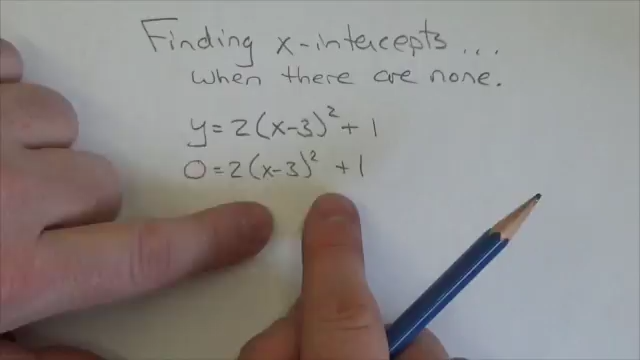 Finding x-intercepts...
when there are none.
y=2(x-3)²+1
0=2(x-3)²+1